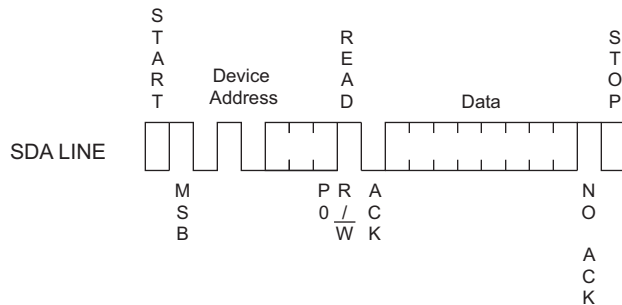 START
Device
Address
READ
Data
STOP
SDA LINE
MSB
P0
R/W
ACK
NO ACK